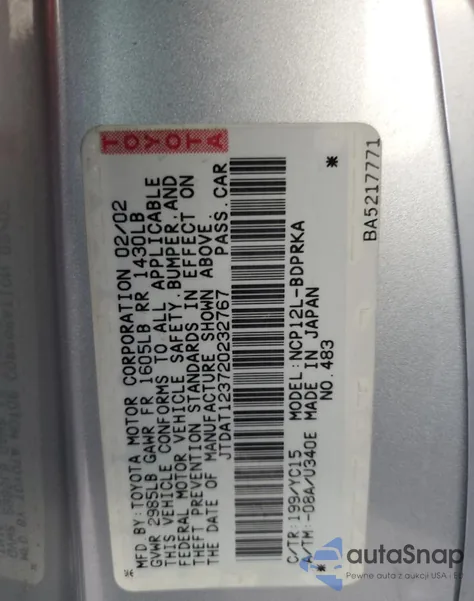 TOYOTA
MFD.BY:TOYOTA MOTOR CORPORATION 02/02
GVWR 2985LB GAWR FR 1605LB RR 1430LB
THIS VEHICLE CONFORMS TO ALL APPLICABLE
FEDERAL MOTOR VEHICLE SAFETY,BUMPER,AND
THEFT PREVENTION STANDARDS IN EFFECT ON
THE DATE OF MANUFACTURE SHOWN ABOVE.
JTDAT123720232767 PASS.CAR
C/TR:199/YC15 MODEL:NCP12L-BDPRKA
A/TM:-08A/U340E MADE IN JAPAN
NO.483
BA5217771
autoSnap
Pewne auta z aukcji USA i